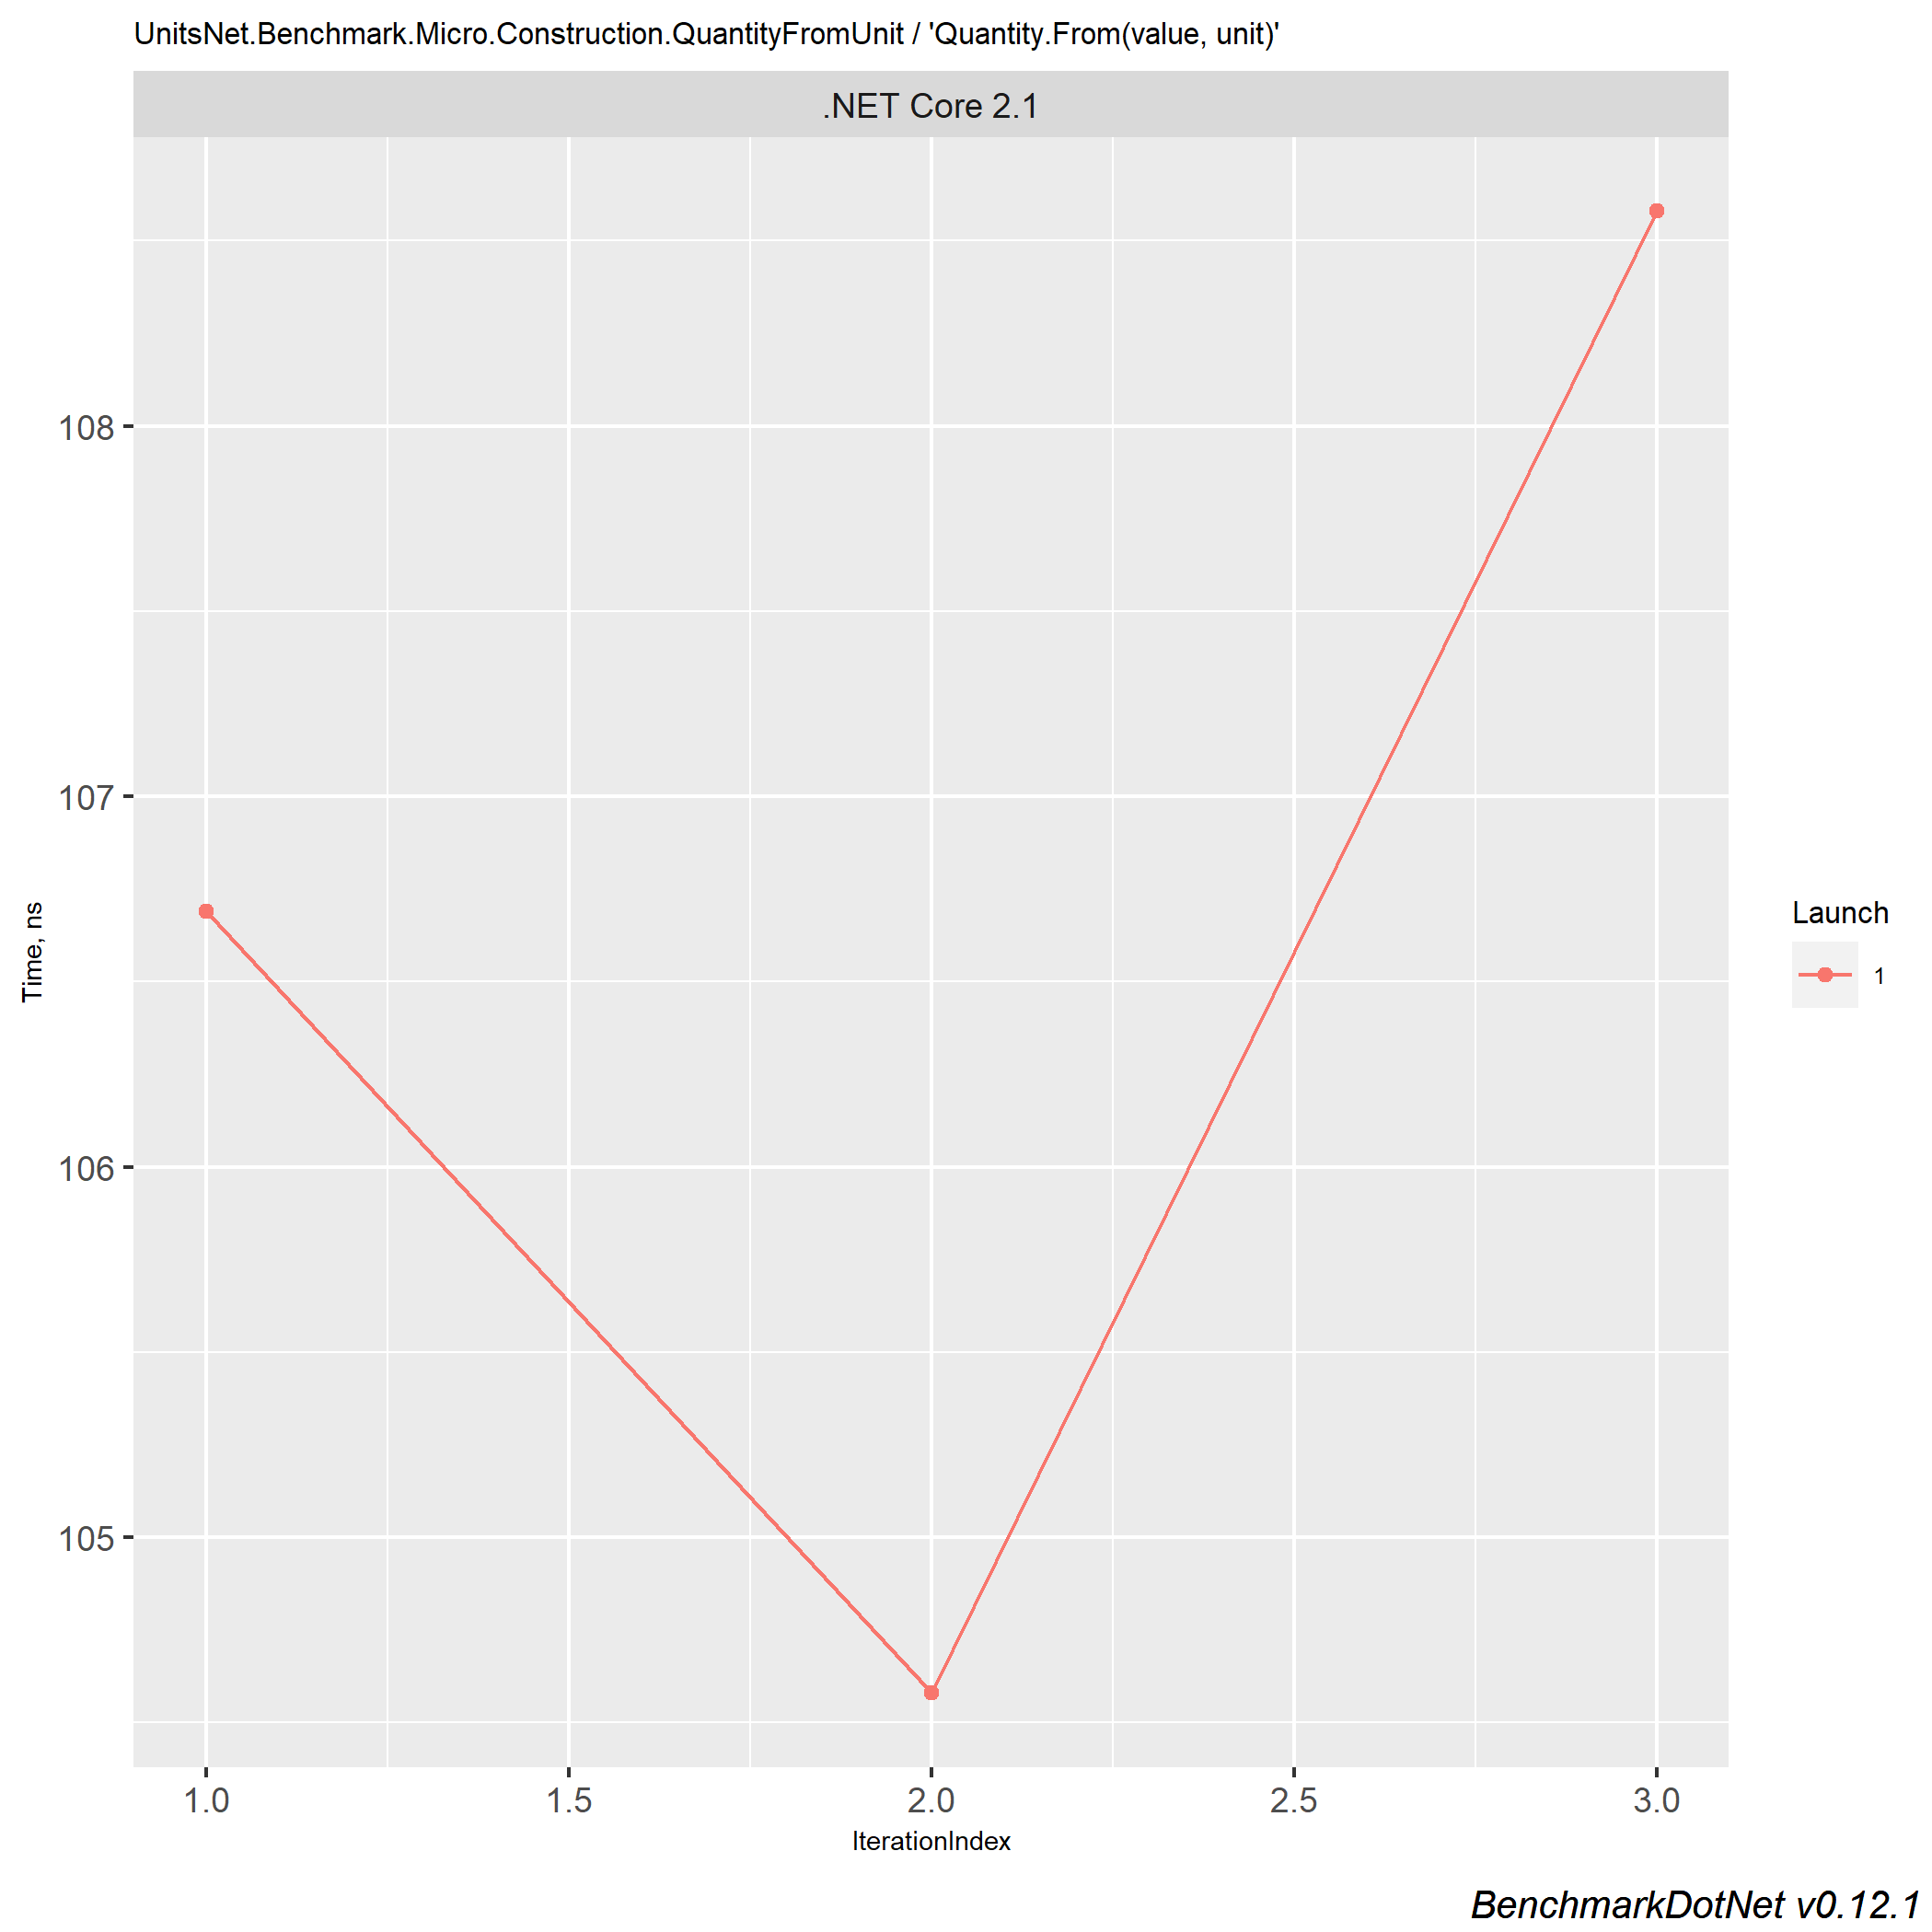 UnitsNet.Benchmark.Micro.Construction.QuantityFromUnit / 'Quantity.From(value, unit)'
.NET Core 2.1
108
107
106
105
Time, ns
1.0 1.5 2.0 2.5 3.0
IterationIndex
Launch
1
BenchmarkDotNet v0.12.1